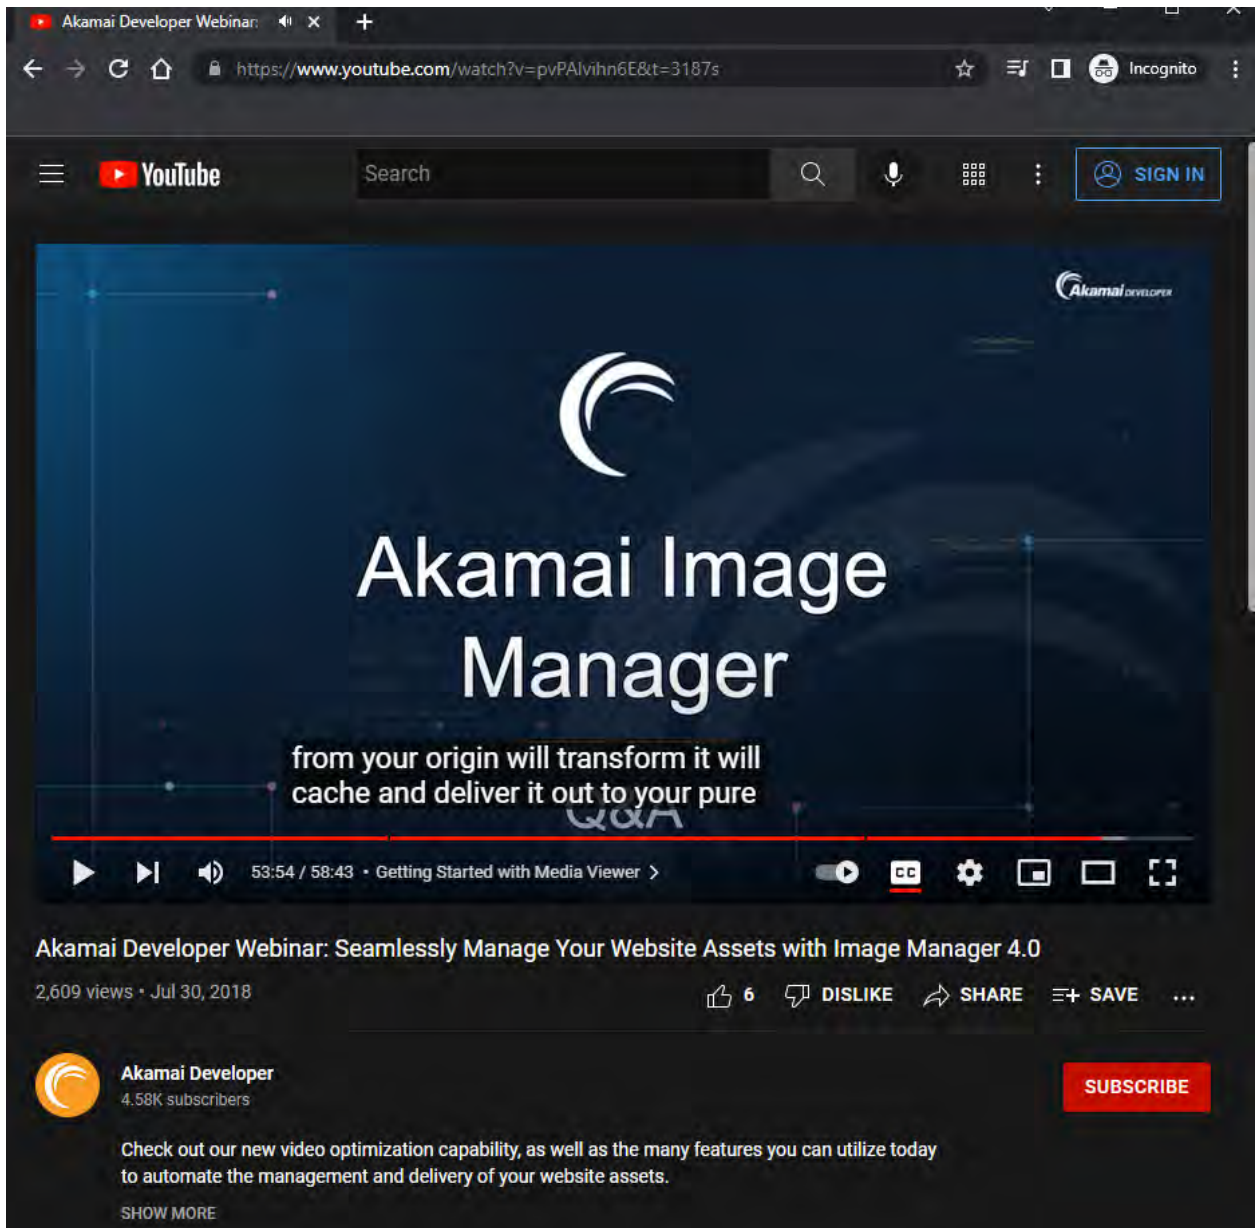 Akamai Developer Webinar:
https://www.youtube.com/watch?v=pvPAlvihn6E&t=3187s
Incognito
YouTube
Search
SIGN IN
Akamai DEVELOPER
Akamai Image
Manager
from your origin will transform it will
cache and deliver it out to your pure
Q&A
53:54 / 58:43 • Getting Started with Media Viewer
CC
Akamai Developer Webinar: Seamlessly Manage Your Website Assets with Image Manager 4.0
2,609 views • Jul 30, 2018
6 DISLIKE SHARE SAVE ...
Akamai Developer
4.58K subscribers
SUBSCRIBE
Check out our new video optimization capability, as well as the many features you can utilize today
to automate the management and delivery of your website assets.
SHOW MORE